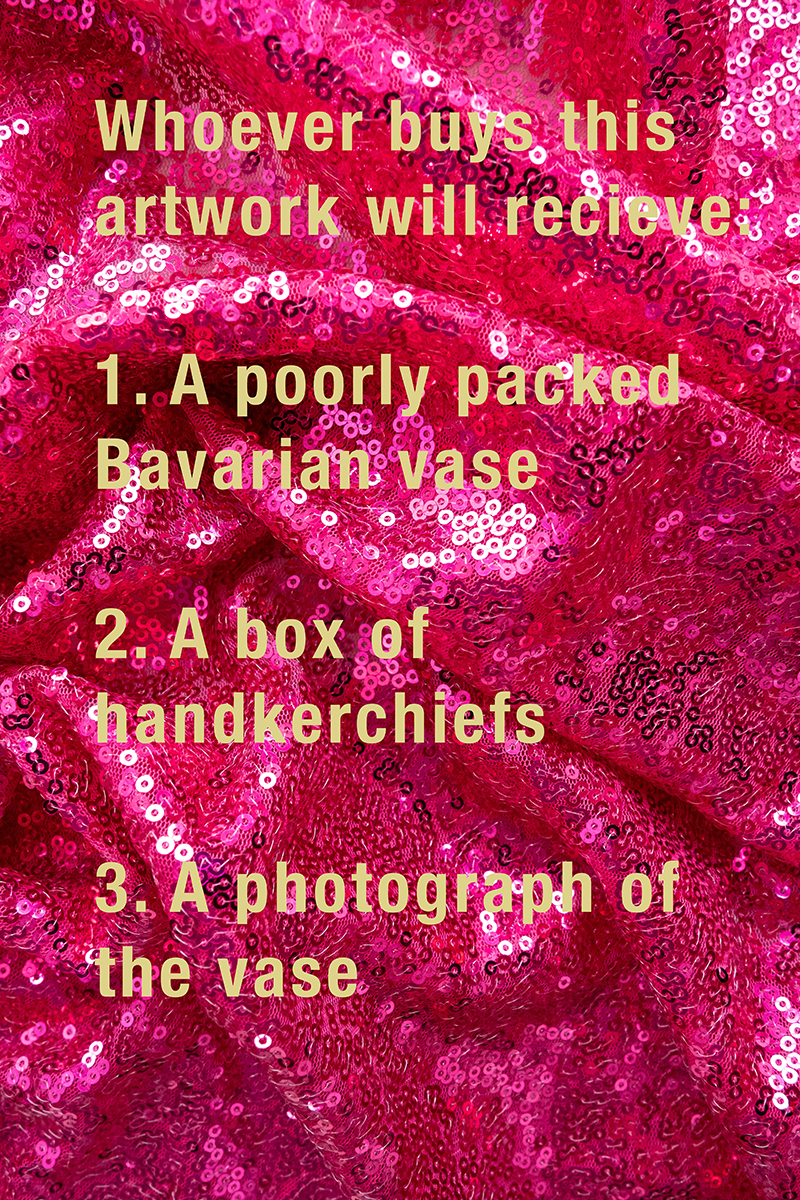 Whoever buys this
artwork will recieve:
1. A poorly packed
Bavarian vase
2. A box of
handkerchiefs
3. A photograph of
the vase